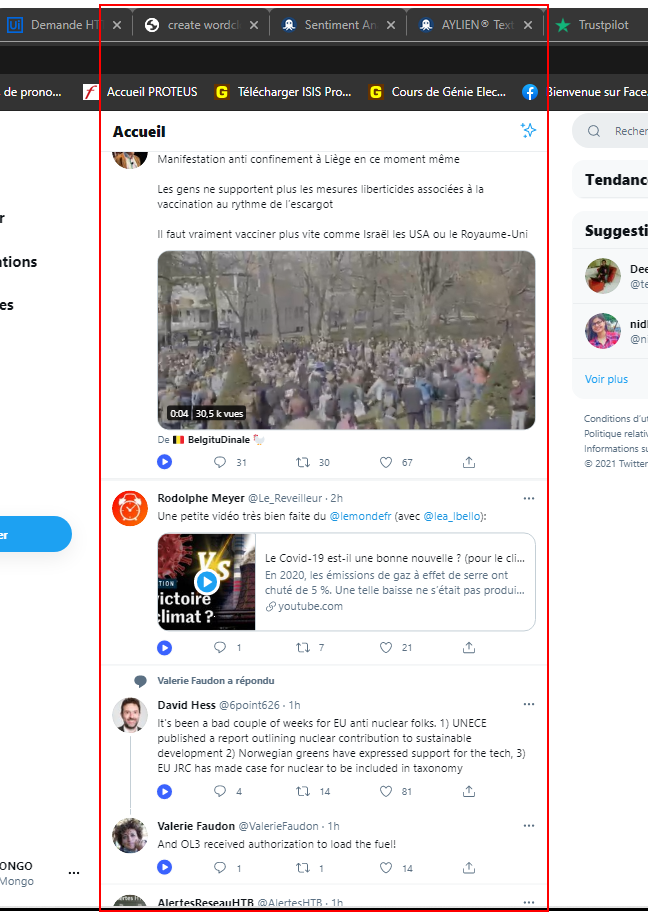 Demande HT
create wordcl
Sentiment An
AYLIEN® Text
Trustpilot
de prono...
Accueil PROTEUS
Télécharger ISIS Pro...
Cours de Génie Elec...
Bienvenue sur Face
Accueil
Recher
Manifestation anti confinement à Liège en ce moment même
Les gens ne supportent plus les mesures liberticides associées à la
vaccination au rythme de l'escargot
Il faut vraiment vacciner plus vite comme Israël les USA ou le Royaume-Uni
0:04 30,5 k vues
De 🇧🇪 BelgituDinale
31 30 67
Rodolphe Meyer @Le_Reveilleur · 2h
Une petite vidéo très bien faite du @lemondefr (avec @lea_lbello):
VS
 victoire
climat ?
Le Covid-19 est-il une bonne nouvelle ? (pour le cli...
En 2020, les émissions de gaz à effet de serre ont
chuté de 5 %. Une telle baisse ne s'était pas produi...
youtube.com
1 7 21
Valerie Faudon a répondu
David Hess @6point626 · 1h
It's been a bad couple of weeks for EU anti nuclear folks. 1) UNECE
published a report outlining nuclear contribution to sustainable
development 2) Norwegian greens have expressed support for the tech, 3)
EU JRC has made case for nuclear to be included in taxonomy
4 14 81
Valerie Faudon @ValerieFaudon · 1h
And OL3 received authorization to load the fuel!
1 1 14
AlertesReseauHTB @AlertesHTB · 1h
Tendanc
Suggesti
Dee
@te
nidl
@ni
Voir plus
Conditions d'ut
Politique relati
Informations su
© 2021 Twitter
r
ations
es
er
ONGO
Mongo